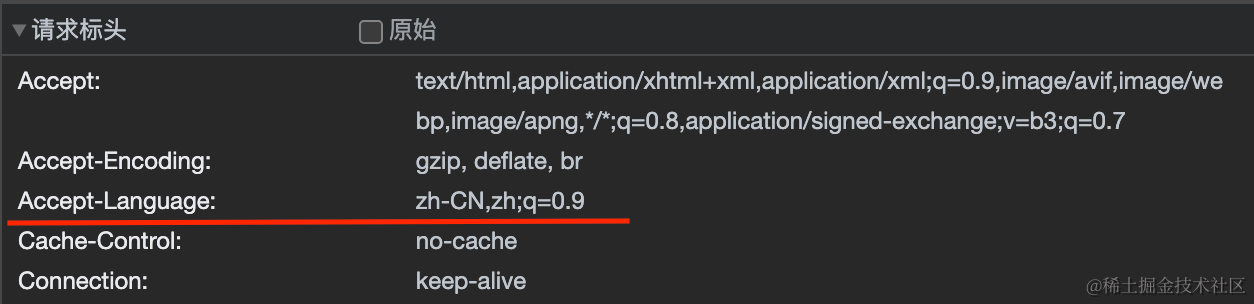 请求标头 原始
Accept: text/html,application/xhtml+xml,application/xml;q=0.9,image/avif,image/we
bp,image/apng,*/*;q=0.8,application/signed-exchange;v=b3;q=0.7
Accept-Encoding: gzip, deflate, br
Accept-Language: zh-CN,zh;q=0.9
Cache-Control: no-cache
Connection: keep-alive
@稀土掘金技术社区